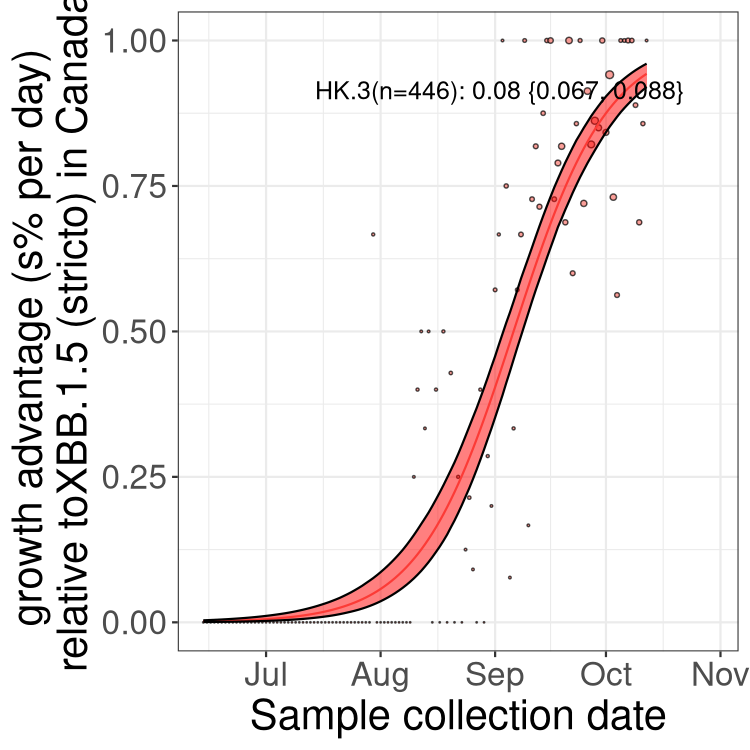 growth advantage (s% per day)
relative toXBB.1.5 (stricto) in Canada
1.00
0.75
0.50
0.25
0.00
HK.3(n=446): 0.08 {0.067, 0.088}
Jul Aug Sep Oct Nov
Sample collection date